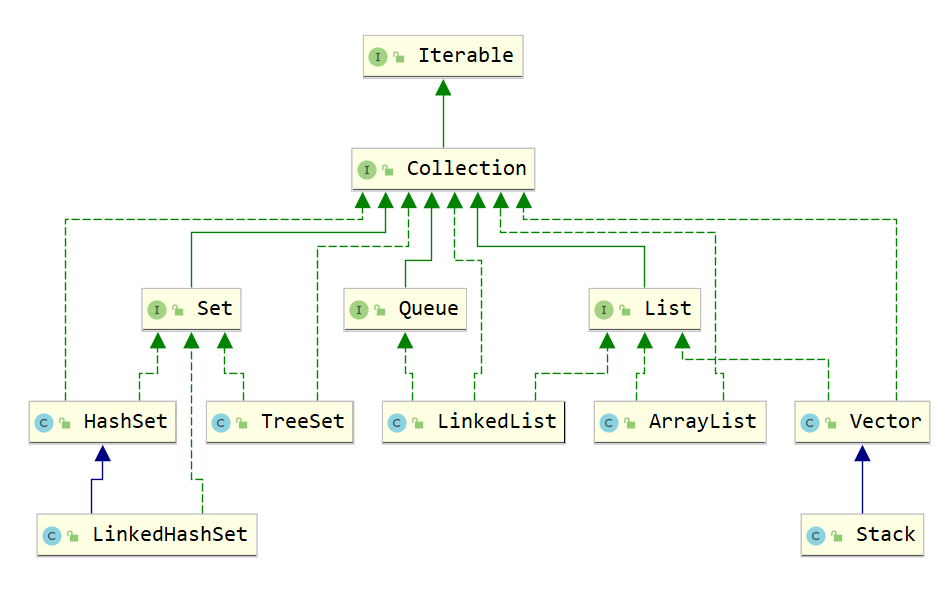 I Iterable
I Collection
I Set
I Queue
I List
C HashSet
C TreeSet
C LinkedList
C ArrayList
C Vector
C LinkedHashSet
C Stack